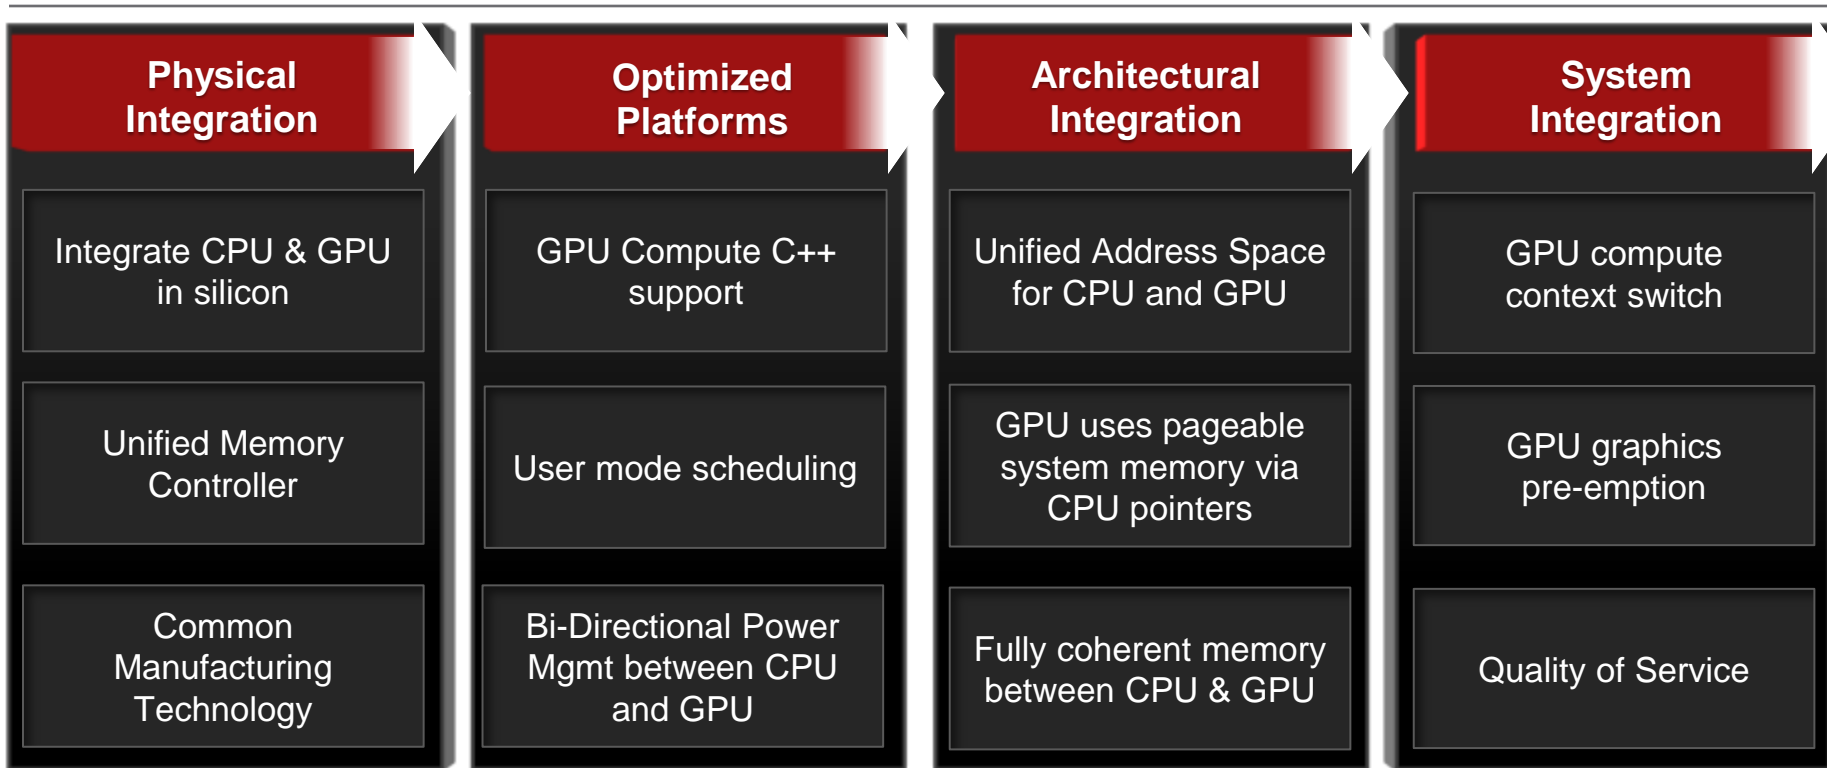 Physical
Integration
Integrate CPU & GPU
in silicon
Unified Memory
Controller
Common
Manufacturing
Technology
Optimized
Platforms
GPU Compute C++
support
User mode scheduling
Bi-Directional Power
Mgmt between CPU
and GPU
Architectural
Integration
Unified Address Space
for CPU and GPU
GPU uses pageable
system memory via
CPU pointers
Fully coherent memory
between CPU & GPU
System
Integration
GPU compute
context switch
GPU graphics
pre-emption
Quality of Service